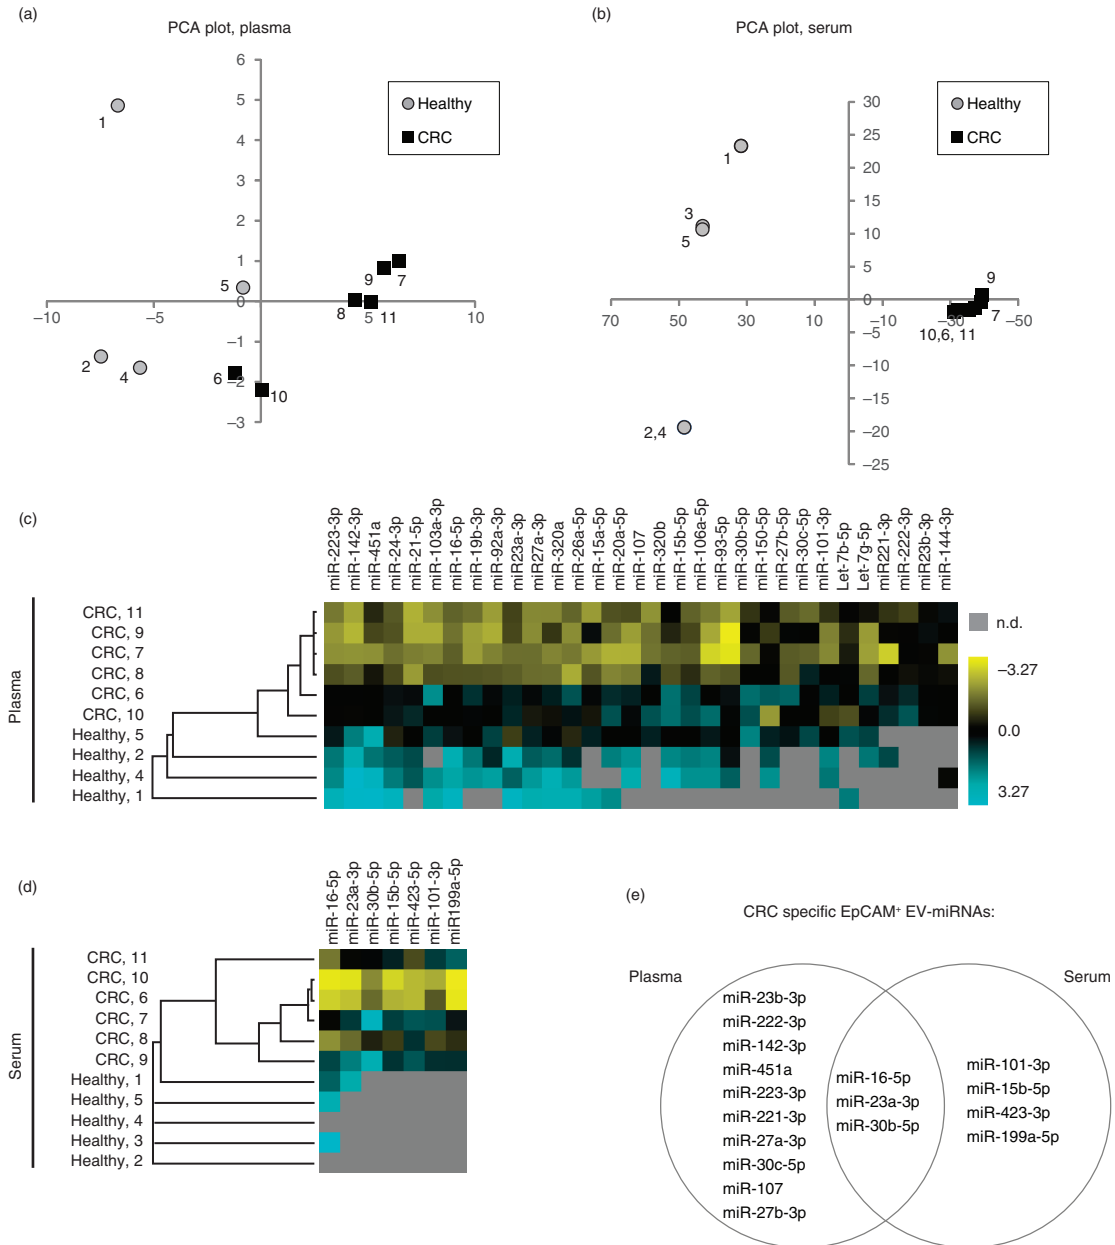 (a)
PCA plot, plasma
6
5
4
3
2
1
0
–1
–2
–3
–10
–5
5
10
Healthy
CRC
1
5
2
4
6
10
8
9
11
7
(b)
PCA plot, serum
30
25
20
15
10
5
0
–5
–10
–15
–20
–25
70
50
30
10
–10
–30
–50
Healthy
CRC
1
3
5
2,4
9
7
10,6, 11
(c)
miR-223-3p
miR-142-3p
miR-451a
miR-24-3p
miR-21-5p
miR-103a-3p
miR-16-5p
miR-19b-3p
miR-92a-3p
miR23a-3p
miR27a-3p
miR-320a
miR-26a-5p
miR-15a-5p
miR-20a-5p
miR-107
miR-320b
miR-15b-5p
miR-106a-5p
miR-93-5p
miR-30b-5p
miR-150-5p
miR-27b-5p
miR-30c-5p
miR-101-3p
Let-7b-5p
Let-7g-5p
miR221-3p
miR-222-3p
miR23b-3p
miR-144-3p
Plasma
CRC, 11
CRC, 9
CRC, 7
CRC, 8
CRC, 6
CRC, 10
Healthy, 5
Healthy, 2
Healthy, 4
Healthy, 1
n.d.
–3.27
0.0
3.27
(d)
miR-16-5p
miR-23a-3p
miR-30b-5p
miR-15b-5p
miR-423-5p
miR-101-3p
miR199a-5p
Serum
CRC, 11
CRC, 10
CRC, 6
CRC, 7
CRC, 8
CRC, 9
Healthy, 1
Healthy, 5
Healthy, 4
Healthy, 3
Healthy, 2
(e)
CRC specific EpCAM⁺ EV-miRNAs:
Plasma
Serum
miR-23b-3p
miR-222-3p
miR-142-3p
miR-451a
miR-223-3p
miR-221-3p
miR-27a-3p
miR-30c-5p
miR-107
miR-27b-3p
miR-16-5p
miR-23a-3p
miR-30b-5p
miR-101-3p
miR-15b-5p
miR-423-3p
miR-199a-5p